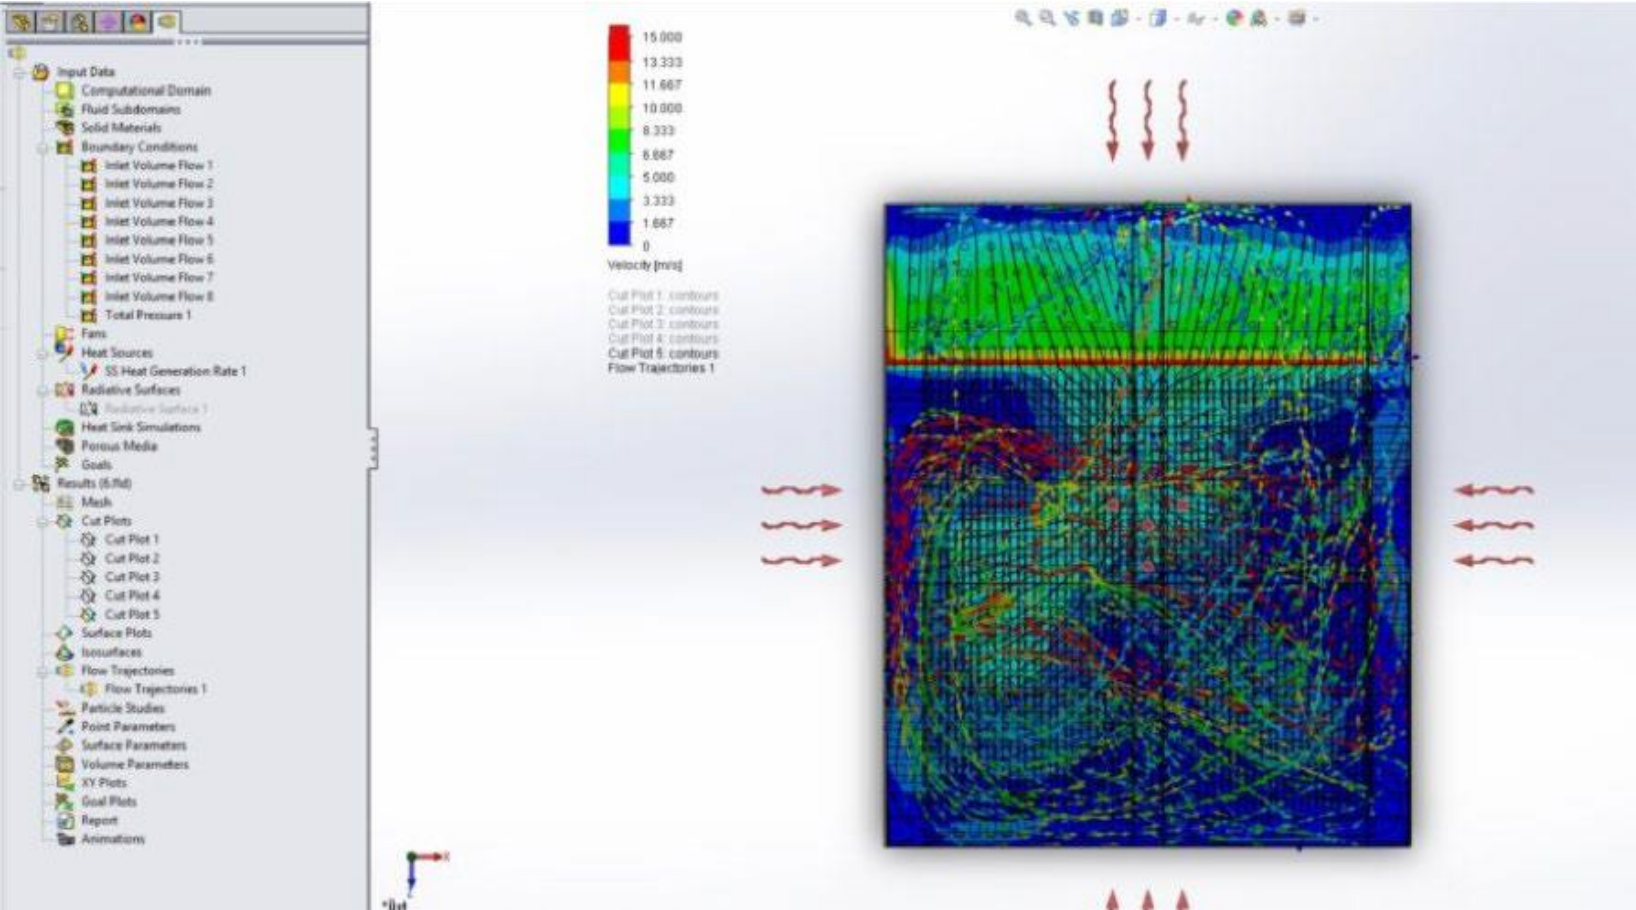 Input Data
Computational Domain
Fluid Subdomains
Solid Materials
Boundary Conditions
Inlet Volume Flow 1
Inlet Volume Flow 2
Inlet Volume Flow 3
Inlet Volume Flow 4
Inlet Volume Flow 5
Inlet Volume Flow 6
Inlet Volume Flow 7
Inlet Volume Flow 8
Total Pressure 1
Fans
Heat Sources
SS Heat Generation Rate 1
Radiative Surfaces
Radiative Surface 1
Heat Sink Simulations
Porous Media
Goals
Results (6.fld)
Mesh
Cut Plots
Cut Plot 1
Cut Plot 2
Cut Plot 3
Cut Plot 4
Cut Plot 5
Surface Plots
Isosurfaces
Flow Trajectories
Flow Trajectories 1
Particle Studies
Point Parameters
Surface Parameters
Volume Parameters
XY Plots
Goal Plots
Report
Animations
15.000
13.333
11.667
10.000
8.333
6.667
5.000
3.333
1.667
0
Velocity [m/s]
Cut Plot 1: contours
Cut Plot 2: contours
Cut Plot 3: contours
Cut Plot 4: contours
Cut Plot 5: contours
Flow Trajectories 1
X
*Üst